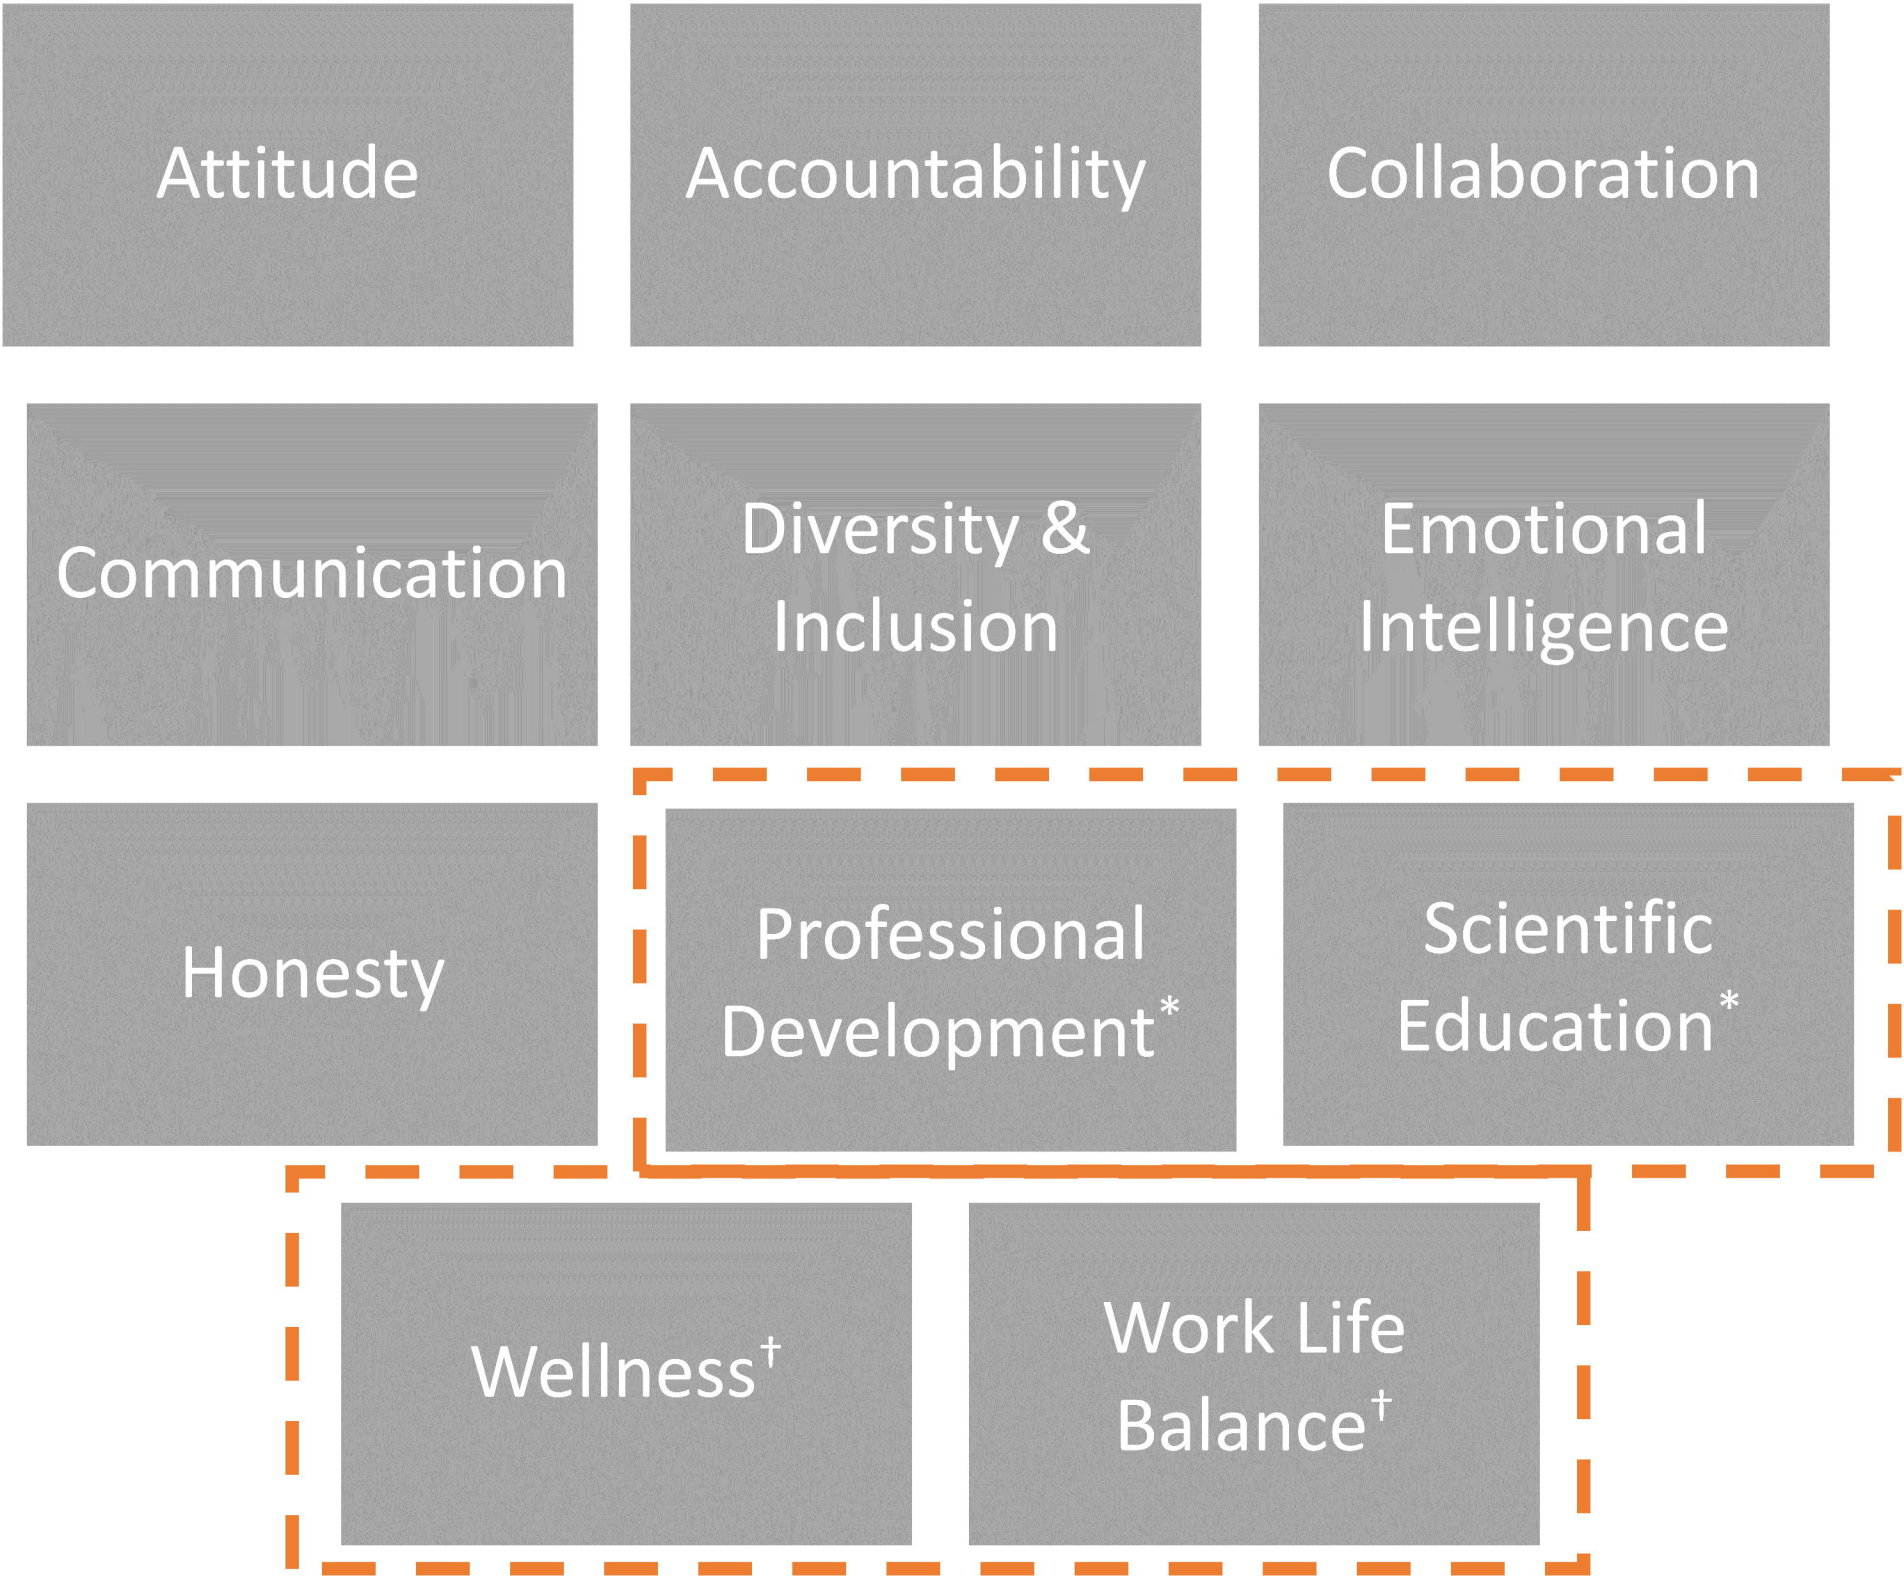 Attitude
Accountability
Collaboration
Communication
Diversity &
Inclusion
Emotional
Intelligence
Honesty
Professional
Development*
Scientific
Education*
Wellness†
Work Life
Balance†